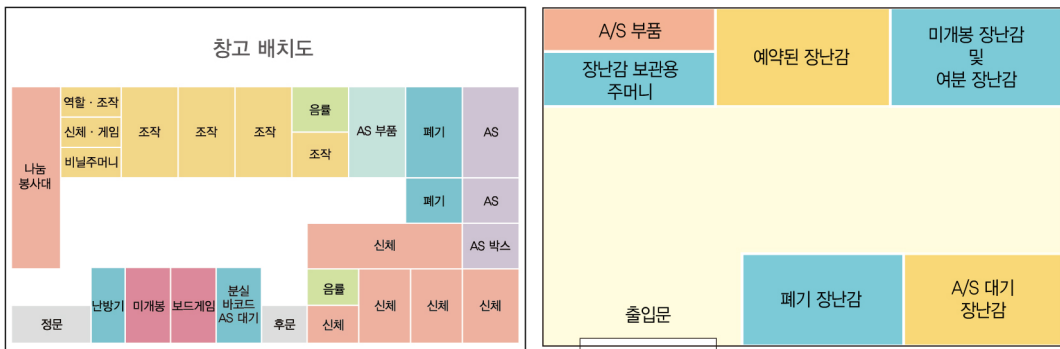 창고 배치도
나눔
봉사대
역할 · 조작
신체 · 게임
비닐주머니
조작
조작
조작
음률
조작
AS 부품
폐기
AS
폐기
AS
신체
AS 박스
정문
난방기
미개봉
보드게임
분실
바코드
AS 대기
후문
음률
신체
신체
신체
신체
A/S 부품
장난감 보관용
주머니
예약된 장난감
미개봉 장난감
및
여분 장난감
출입문
폐기 장난감
A/S 대기
장난감